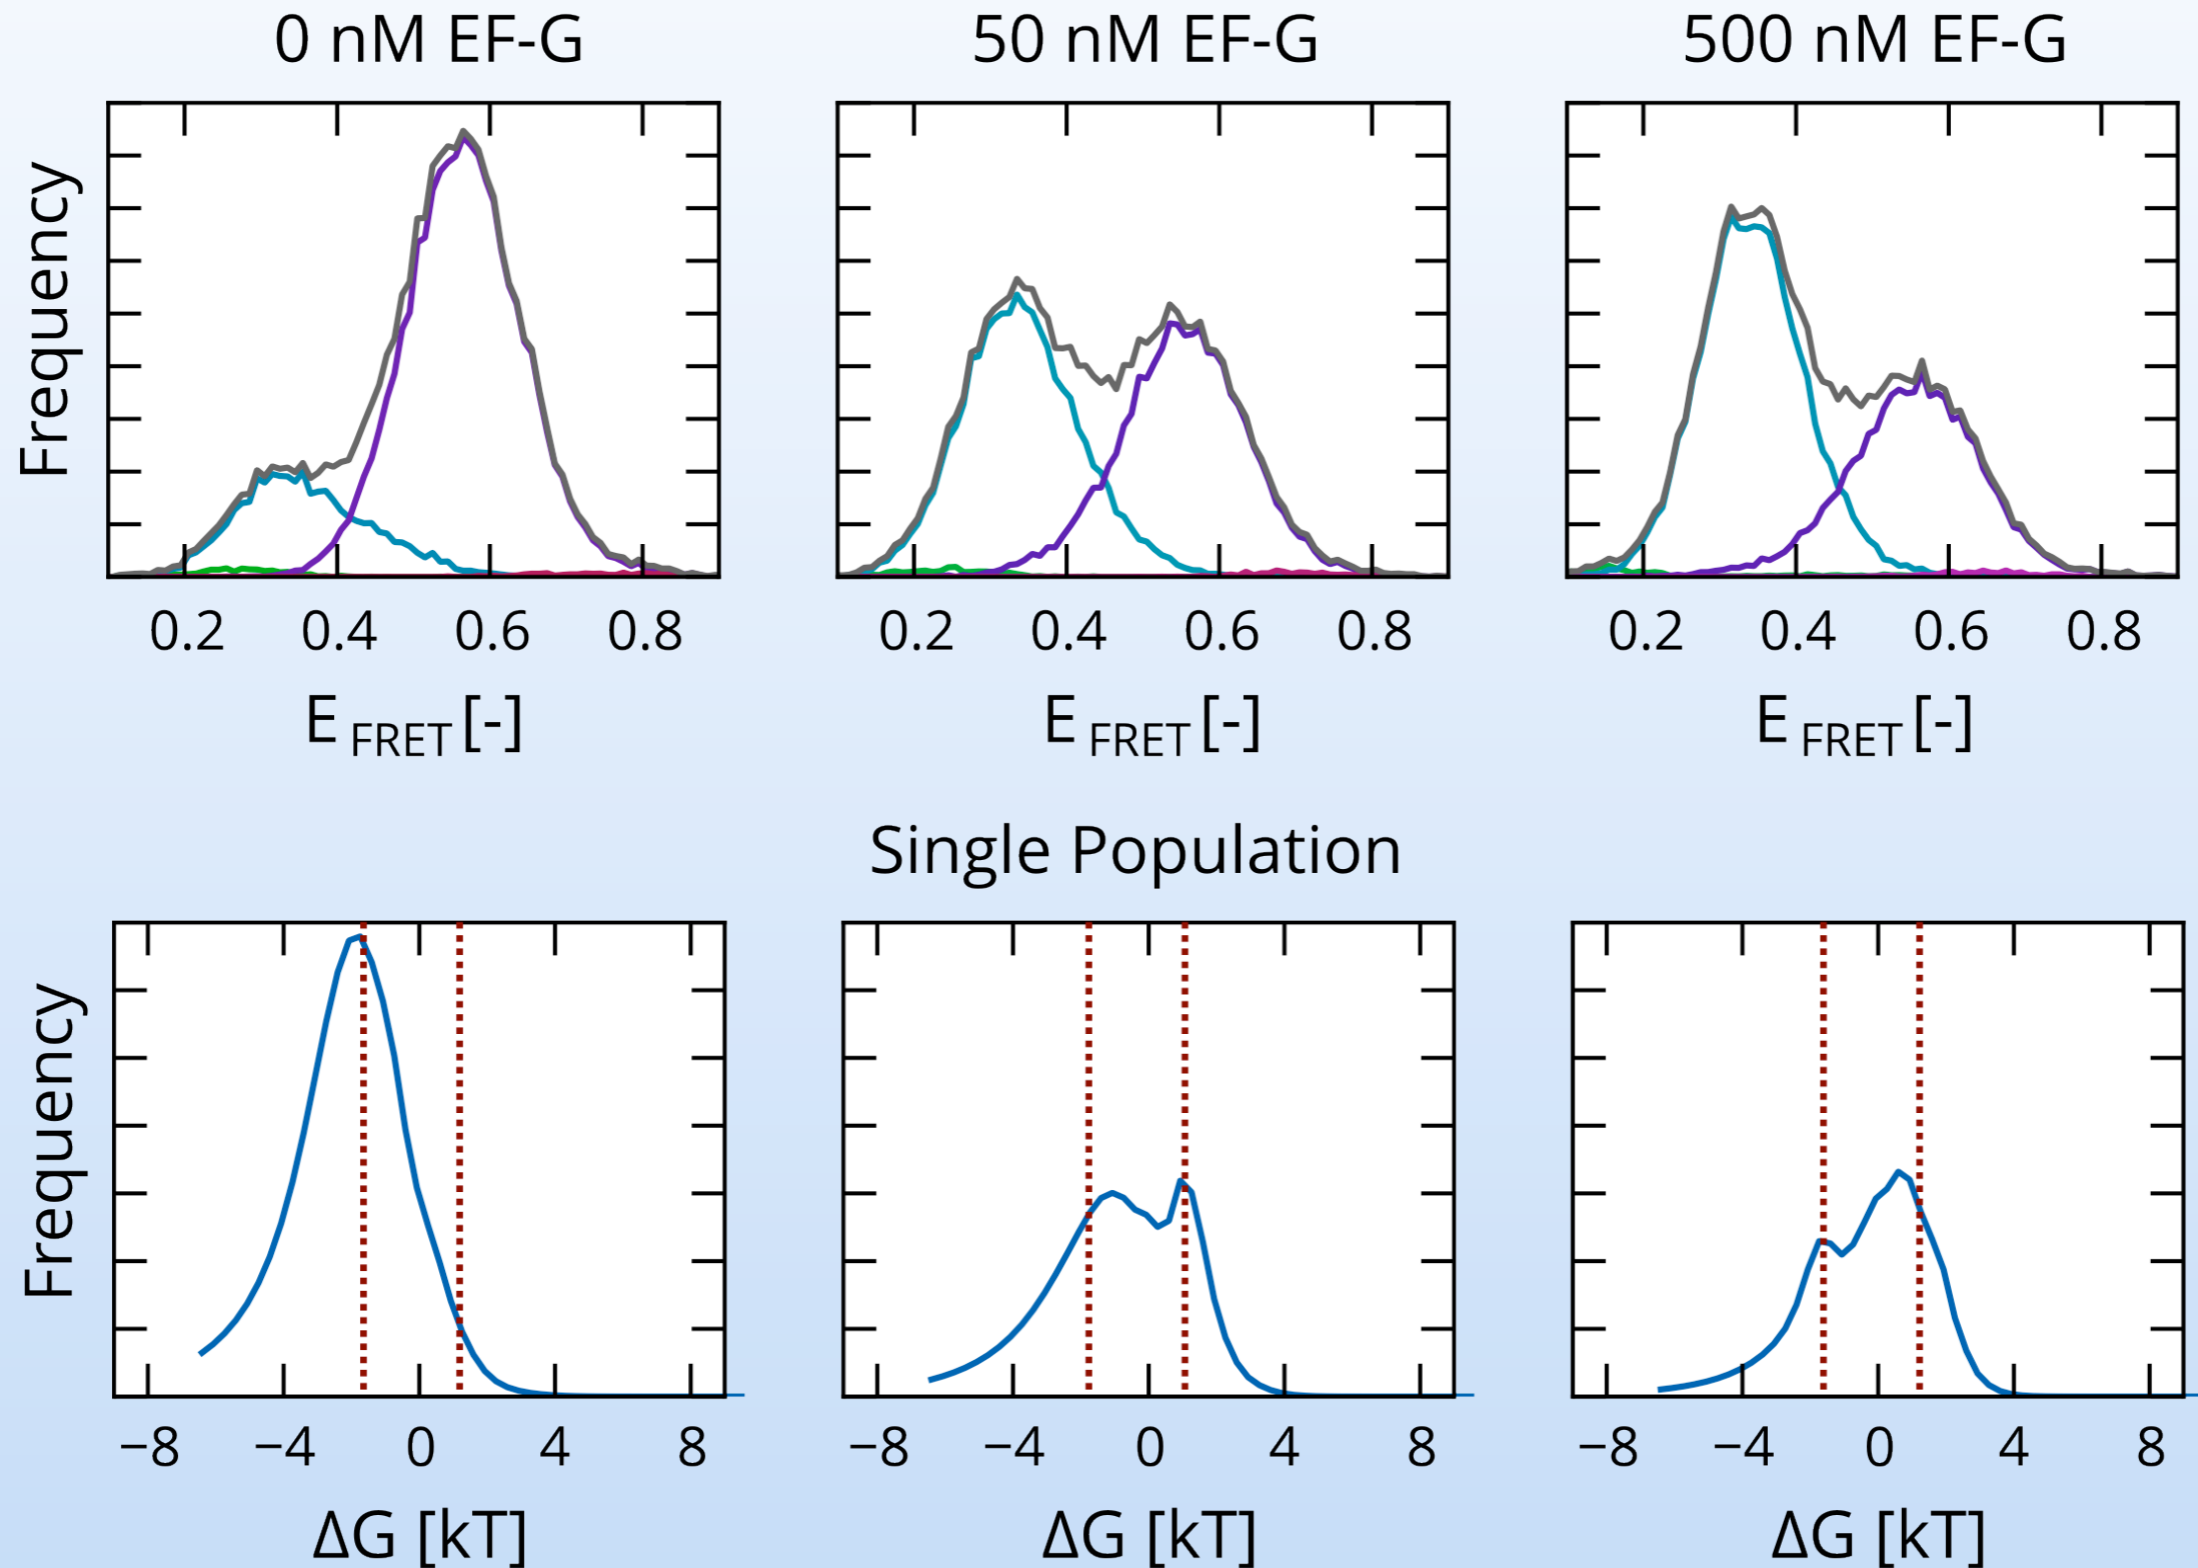 0 nM EF-G 50 nM EF-G 500 nM EF-G
Frequency
0.2 0.4 0.6 0.8 0.2 0.4 0.6 0.8 0.2 0.4 0.6 0.8
E FRET [-] E FRET [-] E FRET [-]
Single Population
Frequency
−8 −4 0 4 8 −8 −4 0 4 8 −8 −4 0 4 8
ΔG [kT] ΔG [kT] ΔG [kT]